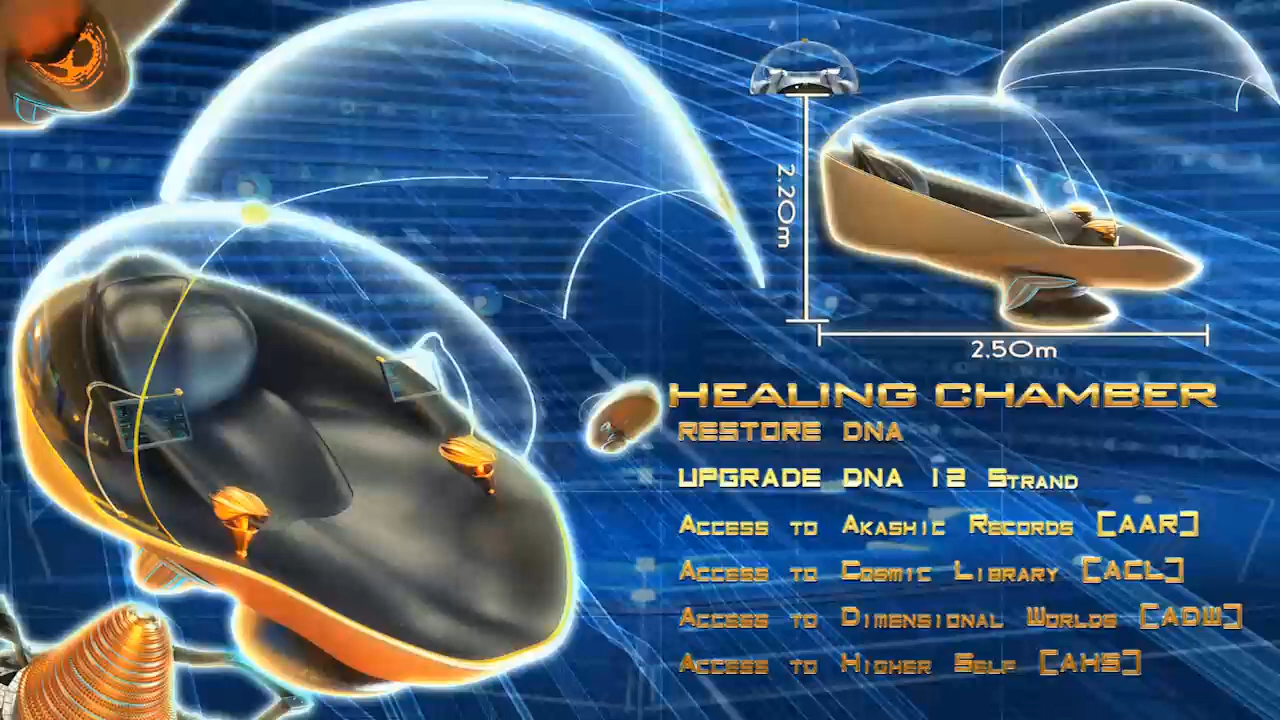 2.20m
2.50m
HEALING CHAMBER
RESTORE DNA
UPGRADE DNA 12 STRAND
ACCESS TO AKASHIC RECORDS [AAR]
ACCESS TO COSMIC LIBRARY [ACL]
ACCESS TO DIMENSIONAL WORLDS [ADW]
ACCESS TO HIGHER SELF [AHS]